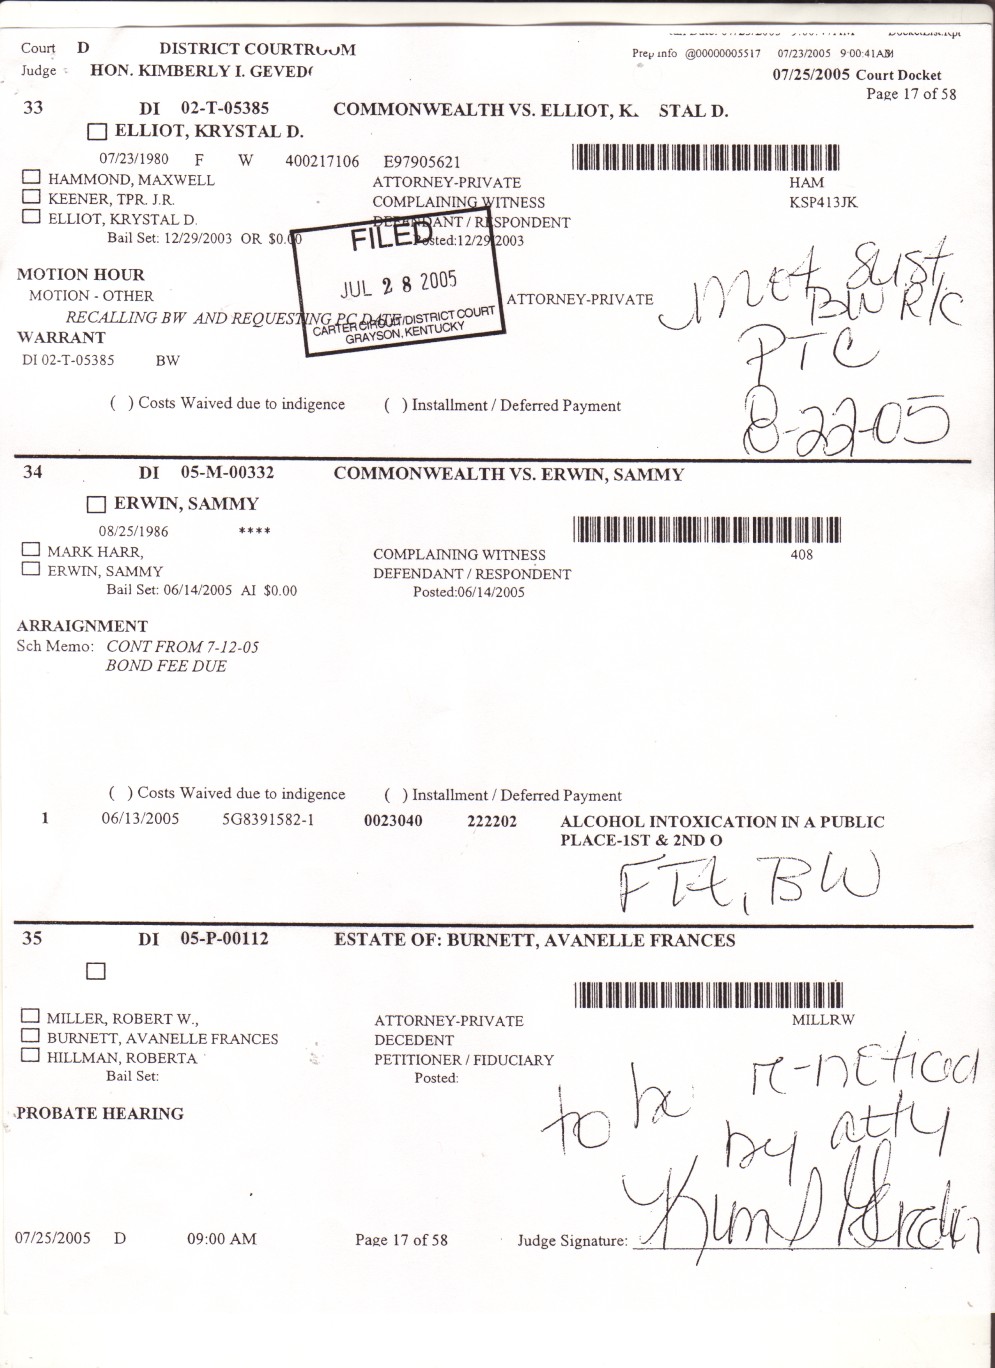 Court D DISTRICT COURTROOM
Prep info @00000005517 07/23/2005 9:00:41AM
Judge HON. KIMBERLY I. GEVED
07/25/2005 Court Docket
Page 17 of 58
33 DI 02-T-05385 COMMONWEALTH VS. ELLIOT, K STAL D.
ELLIOT, KRYSTAL D.
07/23/1980 F W 400217106 E97905621
HAMMOND, MAXWELL ATTORNEY-PRIVATE HAM
KEENER, TPR. J.R. COMPLAINING WITNESS KSP413JK
ELLIOT, KRYSTAL D. DEFENDANT / RESPONDENT
Bail Set: 12/29/2003 OR $0.00 Posted:12/29/2003
FILED
JUL 28 2005
CARTER CIRCUIT/DISTRICT COURT
GRAYSON, KENTUCKY
MOTION HOUR
MOTION - OTHER ATTORNEY-PRIVATE
RECALLING BW AND REQUESTING PC DATE
WARRANT
DI 02-T-05385 BW
Mot Sust
BW R/C
PTC
8-22-05
( ) Costs Waived due to indigence ( ) Installment / Deferred Payment
34 DI 05-M-00332 COMMONWEALTH VS. ERWIN, SAMMY
ERWIN, SAMMY
08/25/1986 ****
MARK HARR, COMPLAINING WITNESS 408
ERWIN, SAMMY DEFENDANT / RESPONDENT
Bail Set: 06/14/2005 AI $0.00 Posted:06/14/2005
ARRAIGNMENT
Sch Memo: CONT FROM 7-12-05
BOND FEE DUE
( ) Costs Waived due to indigence ( ) Installment / Deferred Payment
1 06/13/2005 5G8391582-1 0023040 222202 ALCOHOL INTOXICATION IN A PUBLIC
PLACE-1ST & 2ND O
FTA, BW
35 DI 05-P-00112 ESTATE OF: BURNETT, AVANELLE FRANCES
MILLER, ROBERT W., ATTORNEY-PRIVATE MILLRW
BURNETT, AVANELLE FRANCES DECEDENT
HILLMAN, ROBERTA PETITIONER / FIDUCIARY
Bail Set: Posted:
PROBATE HEARING
to be re-noticed
by atty
07/25/2005 D 09:00 AM Page 17 of 58 Judge Signature: